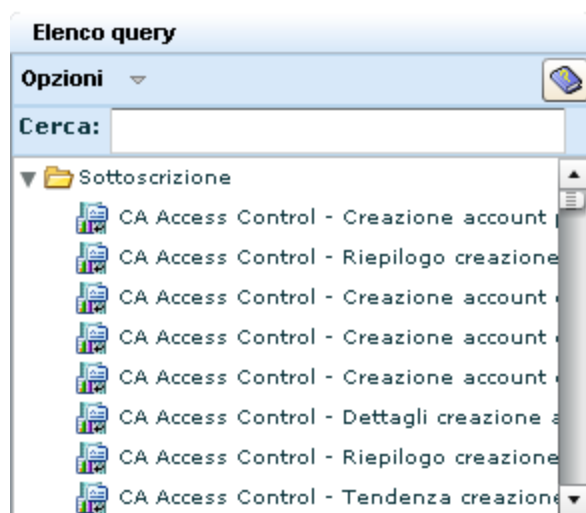 Elenco query
Opzioni
Cerca:
Sottoscrizione
CA Access Control - Creazione account
CA Access Control - Riepilogo creazione
CA Access Control - Creazione account
CA Access Control - Creazione account
CA Access Control - Creazione account
CA Access Control - Dettagli creazione
CA Access Control - Riepilogo creazione
CA Access Control - Tendenza creazione